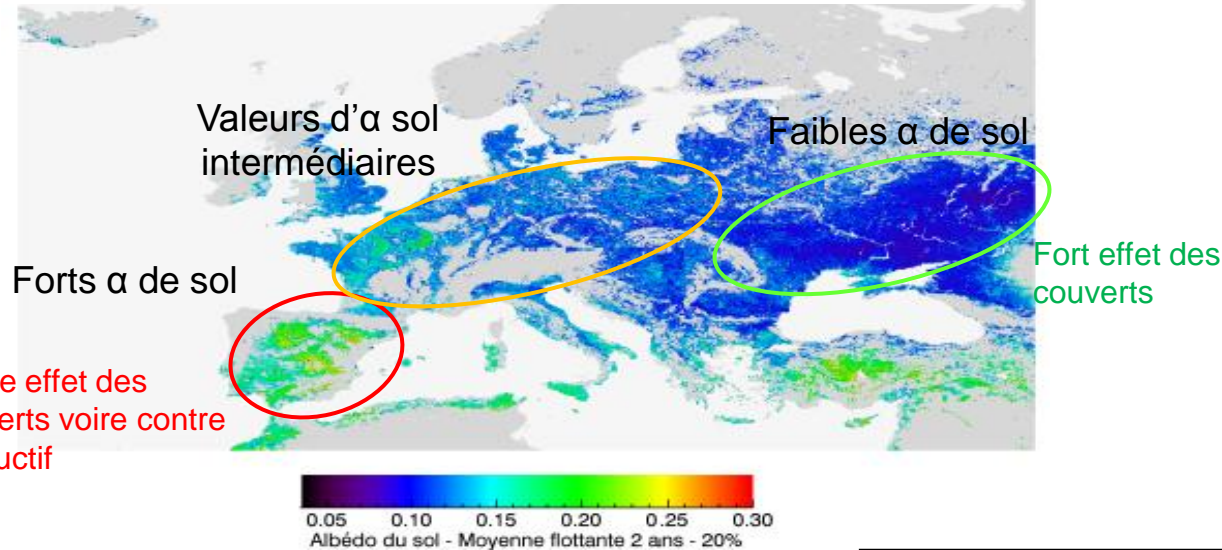 Valeurs d'α sol
intermédiaires
Faibles α de sol
Fort effet des
couverts
Forts α de sol
e effet des
erts voire contre
uctif
0.05 0.10 0.15 0.20 0.25 0.30
Albédo du sol - Moyenne flottante 2 ans - 20%